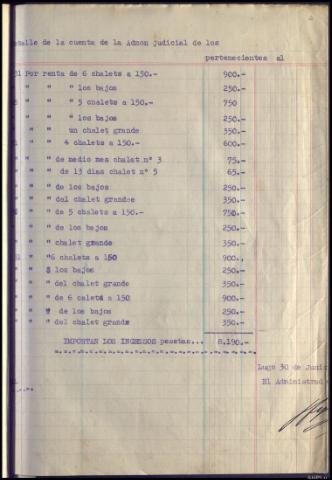 etalle de la cuenta de la Admon judicial de los
pertenecientes al
31 Por renta de 6 chalets a 150.- 900.-
" " " los bajos 250.-
" " " 5 chalets a 150.- 750
" " " los bajos 250.-
" " un chalet grande 350.-
" " 4 chalets a 150.- 600.-
" " de medio mes chalet nº 3 75.-
" " de 13 dias chalet nº 5 65.-
" " de los bajos 250.-
" " del chalet grandee 350.-
" " de 5 chalets a 150.- 750.-
" " de los bajos 250.-
" " chalet grande 350.-
" " "6 chalets a 150 900.,
" " los bajos 250.-
" " del chalet grande 350.-
" " de 6 calets a 150 900.-
" " de los bajos 250.-
" " del chalet grande 350.-
IMPORTAN LOS INGRESOS pesetas... 8,190.-
Lugo 30 de Juni
El Administrad